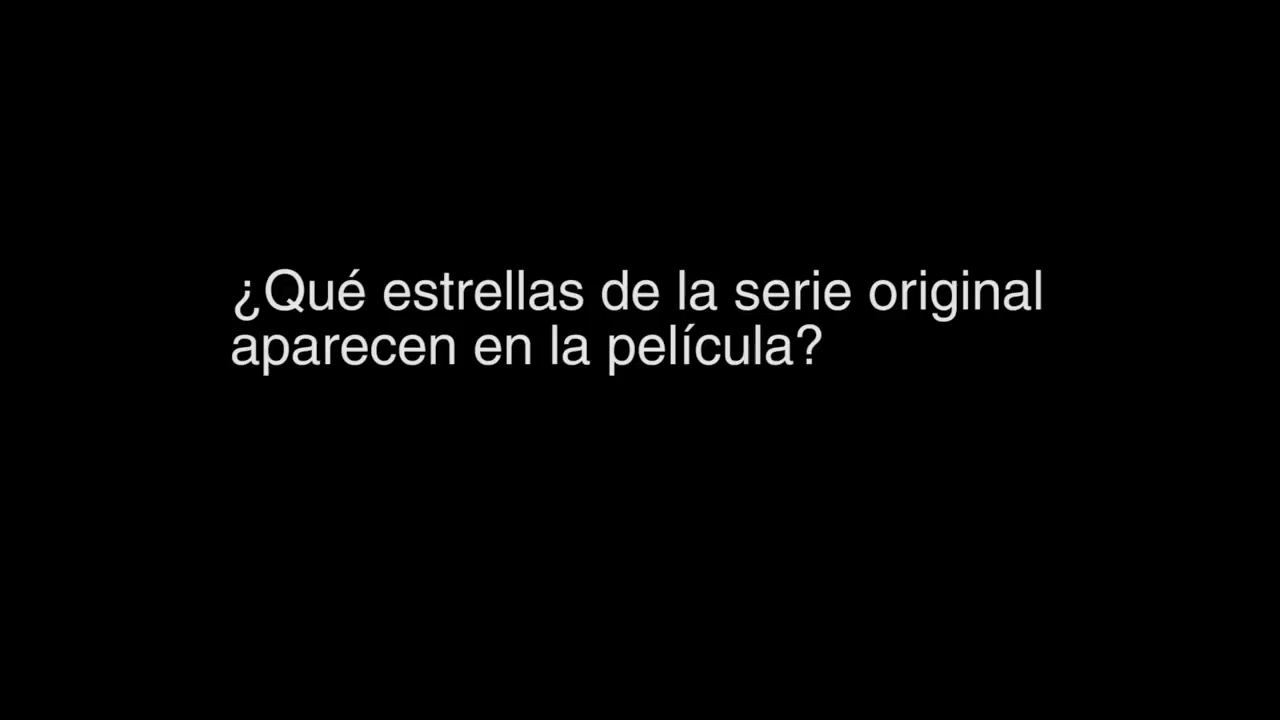 ¿Qué estrellas de la serie original
aparecen en la película?